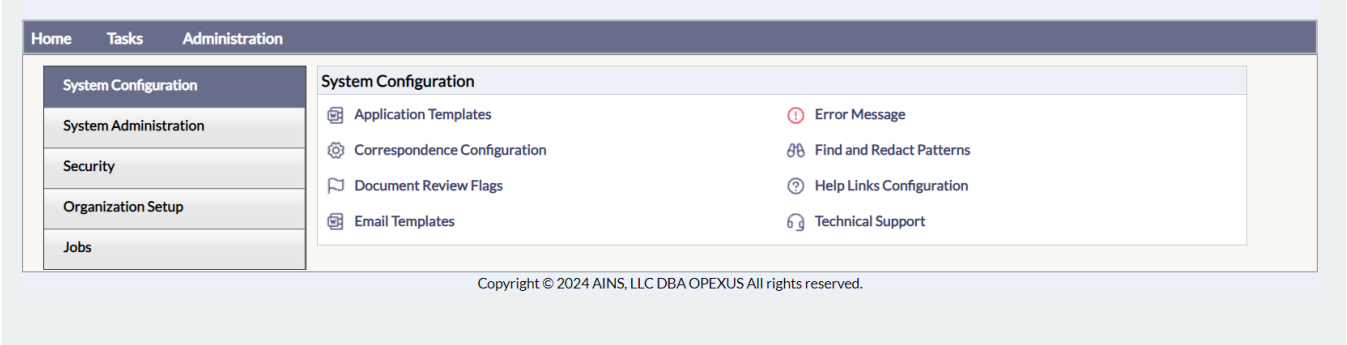 Home Tasks Administration
System Configuration
System Administration
Security
Organization Setup
Jobs
System Configuration
Application Templates
Correspondence Configuration
Document Review Flags
Email Templates
Error Message
Find and Redact Patterns
Help Links Configuration
Technical Support
Copyright © 2024 AINS, LLC DBA OPEXUS All rights reserved.